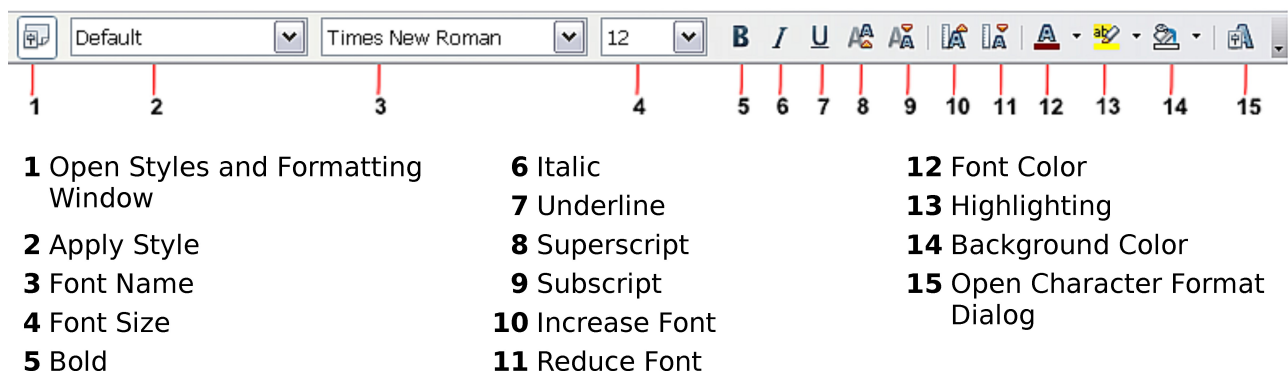 Default Times New Roman 12 B I U
1 2 3 4 5 6 7 8 9 10 11 12 13 14 15
1 Open Styles and Formatting
Window
2 Apply Style
3 Font Name
4 Font Size
5 Bold
6 Italic
7 Underline
8 Superscript
9 Subscript
10 Increase Font
11 Reduce Font
12 Font Color
13 Highlighting
14 Background Color
15 Open Character Format
Dialog